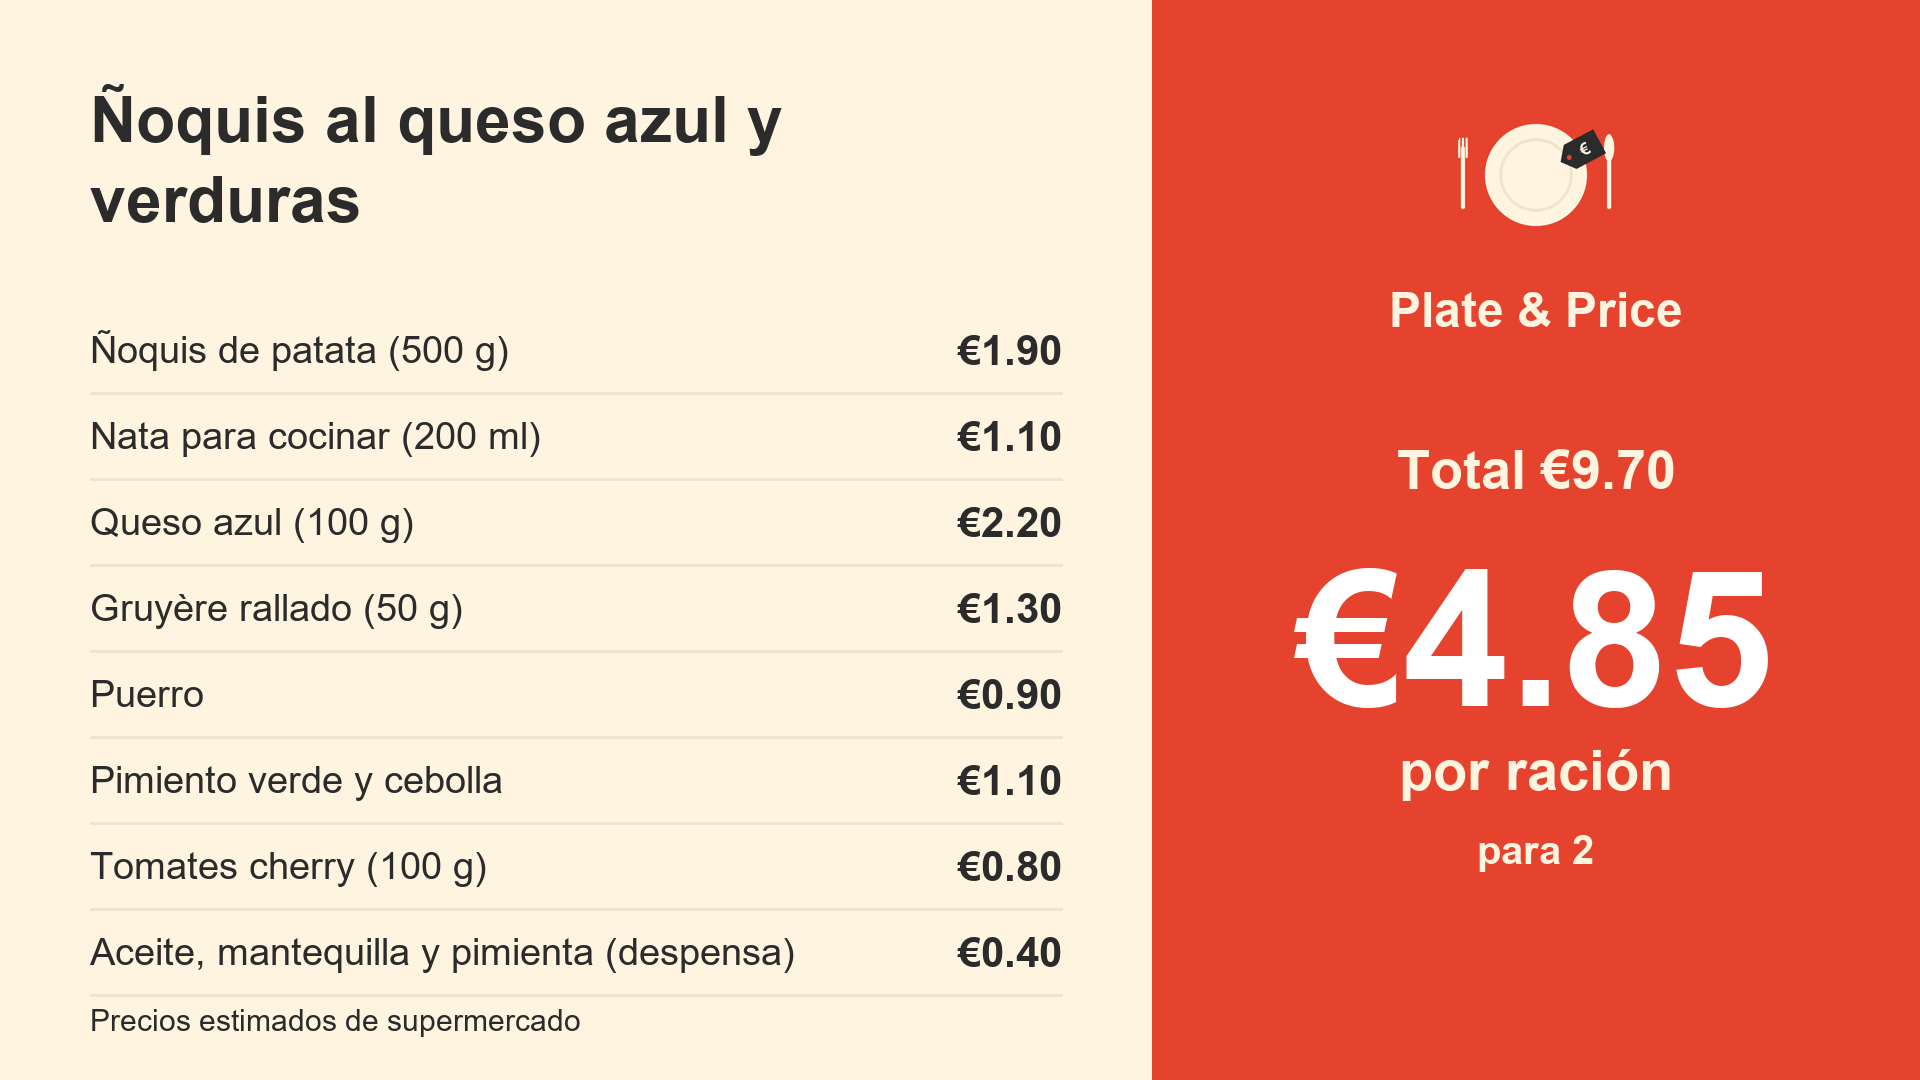 Ñoquis al queso azul y
verduras
Ñoquis de patata (500 g) €1.90
Nata para cocinar (200 ml) €1.10
Queso azul (100 g) €2.20
Gruyère rallado (50 g) €1.30
Puerro €0.90
Pimiento verde y cebolla €1.10
Tomates cherry (100 g) €0.80
Aceite, mantequilla y pimienta (despensa) €0.40
Precios estimados de supermercado
€
Plate & Price
Total €9.70
€4.85
por ración
para 2